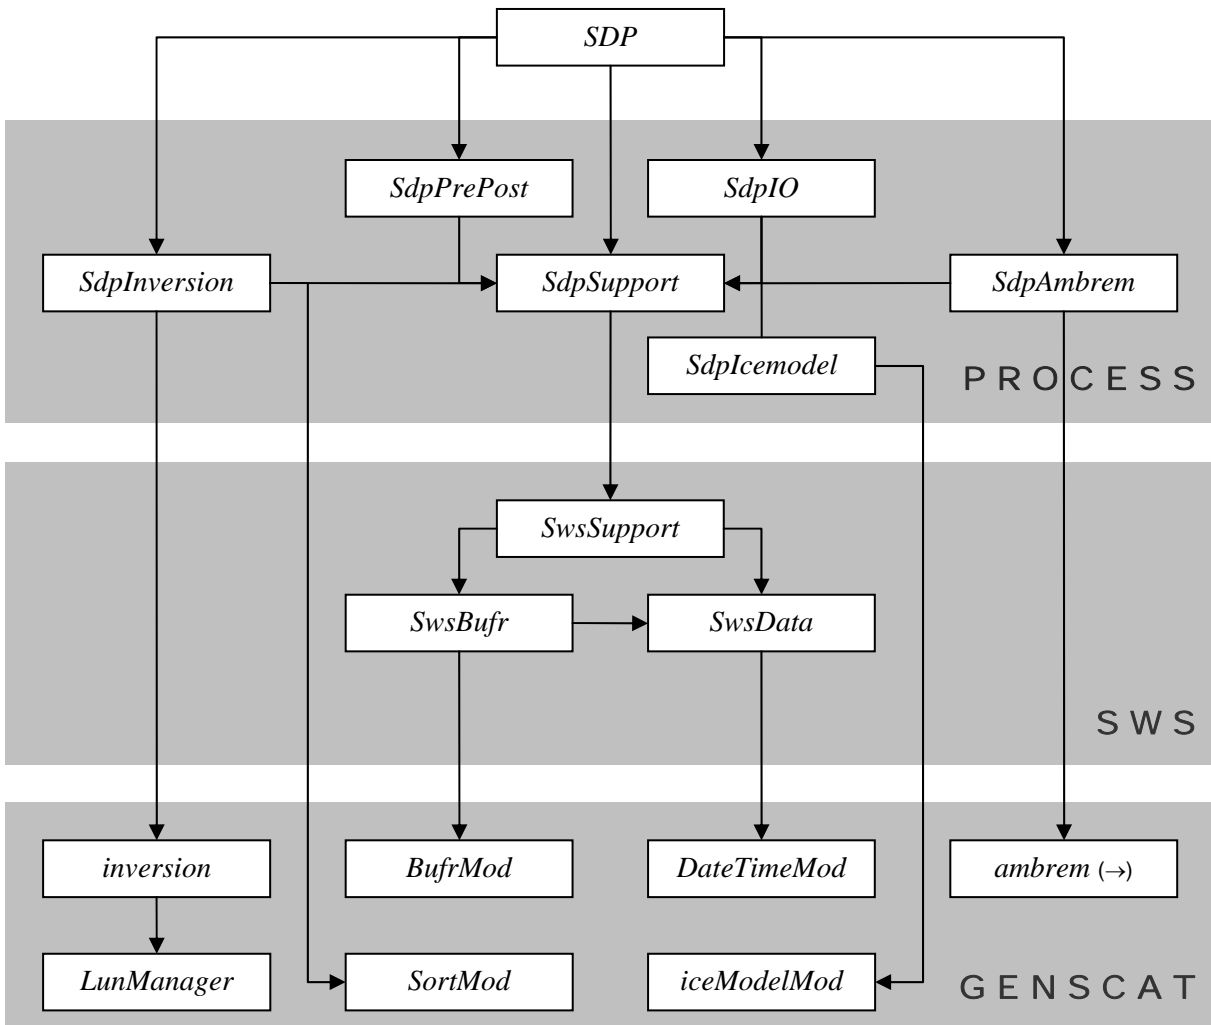 SDP
SdpPrePost
SdpIO
SdpInversion
SdpSupport
SdpAmbrem
SdpIcemodel
PROCESS
SwsSupport
SwsBufr
SwsData
SWS
inversion
BufrMod
DateTimeMod
ambrem (→)
LunManager
SortMod
iceModelMod
GENSCAT